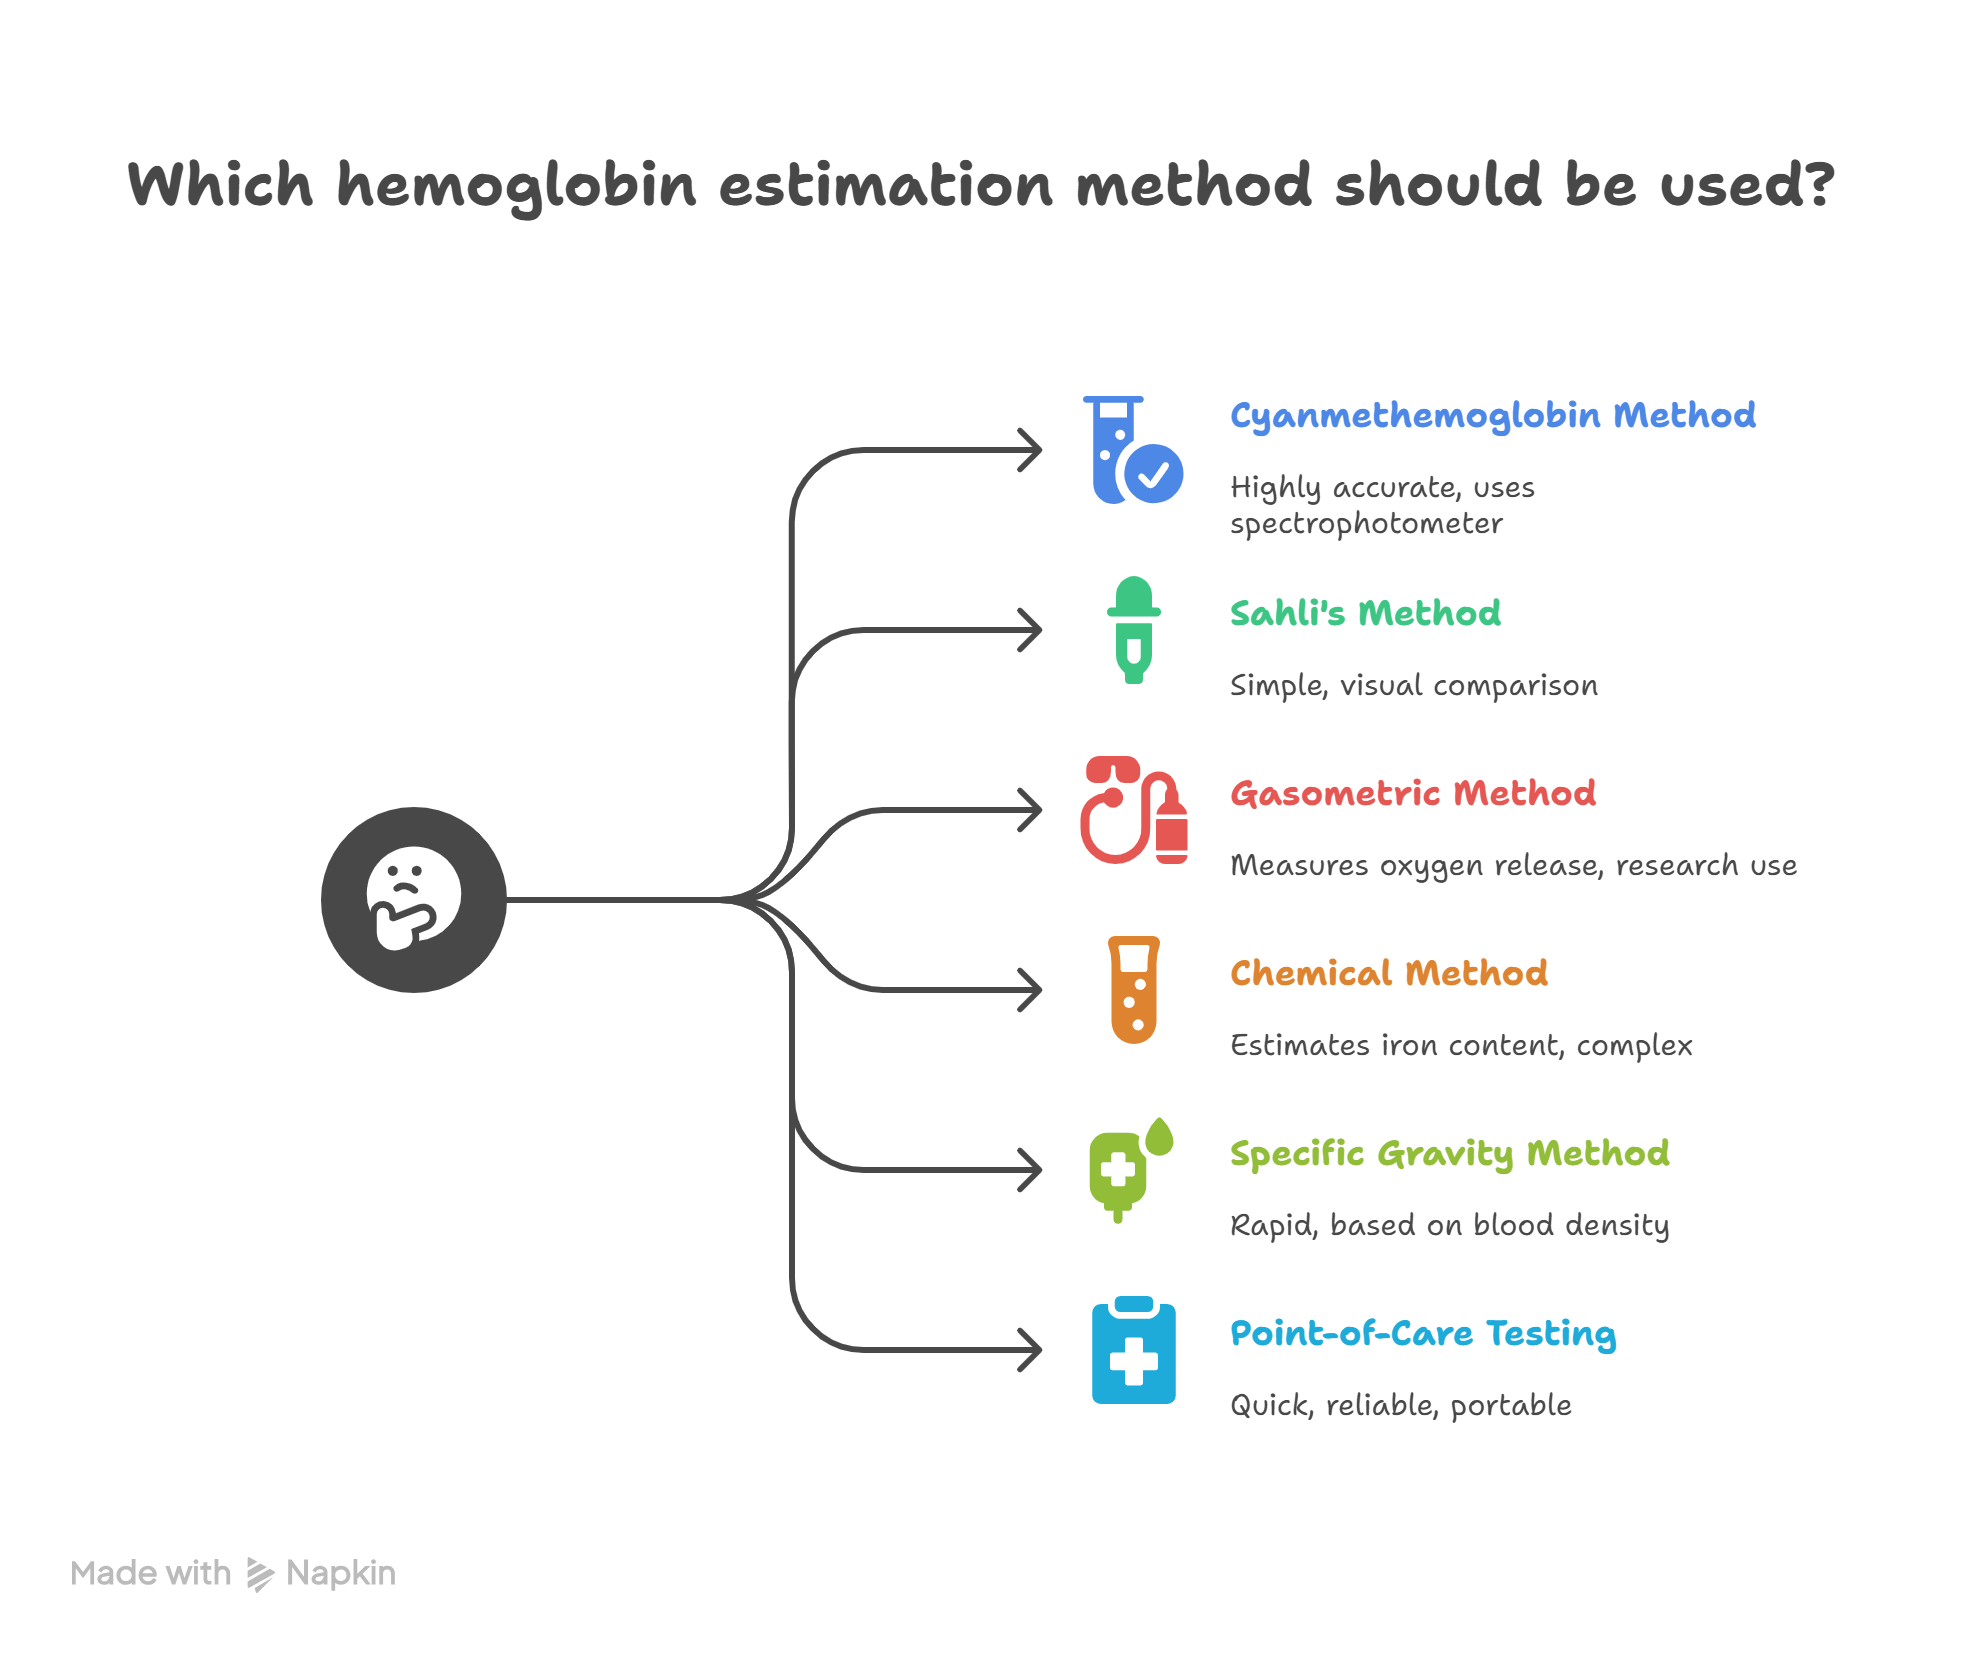 Which hemoglobin estimation method should be used?
Cyanmethemoglobin Method
Highly accurate, uses
spectrophotometer
Sahli's Method
Simple, visual comparison
Gasometric Method
Measures oxygen release, research use
Chemical Method
Estimates iron content, complex
Specific Gravity Method
Rapid, based on blood density
Point-of-Care Testing
Quick, reliable, portable
Made with Napkin